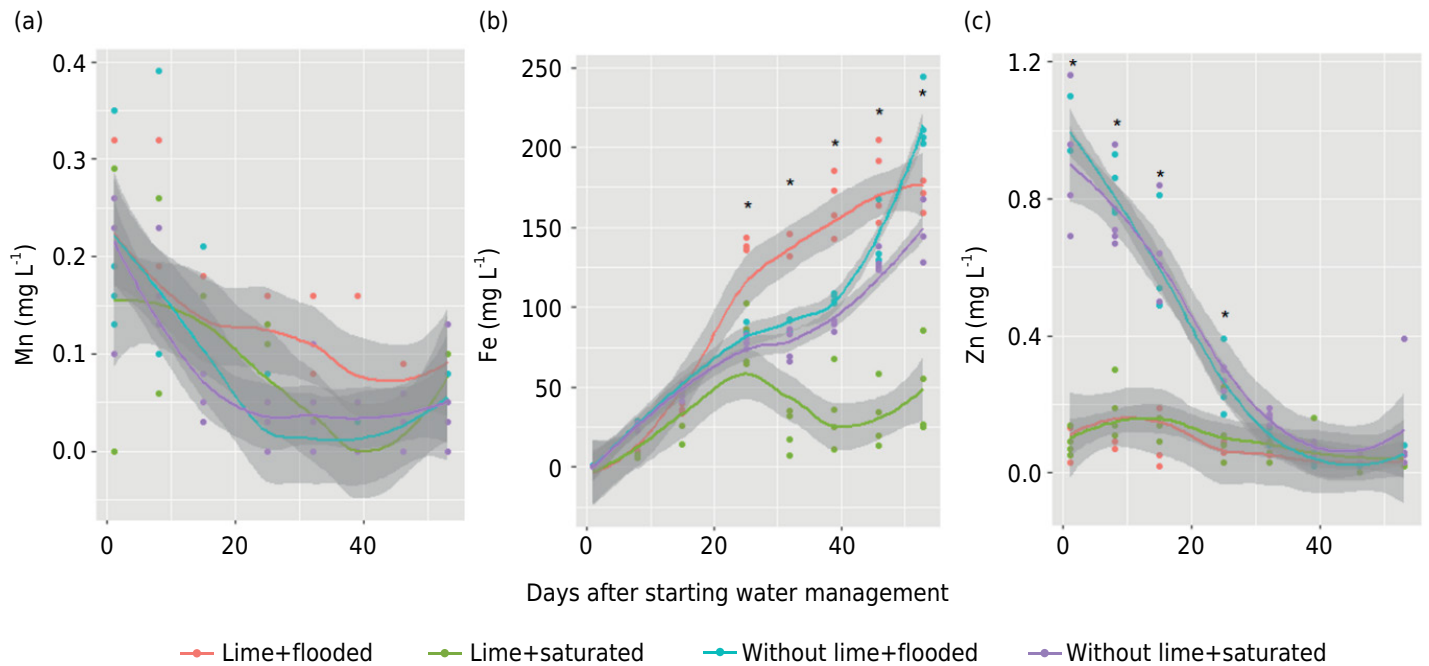 (a) (b) (c)
Mn (mg L⁻¹)
0.4
0.3
0.2
0.1
0.0
0 20 40
Fe (mg L⁻¹)
250
200
150
100
50
0
* * * * *
0 20 40
Zn (mg L⁻¹)
1.2
0.8
0.4
0.0
* * * *
0 20 40
Days after starting water management
Lime+flooded Lime+saturated Without lime+flooded Without lime+saturated